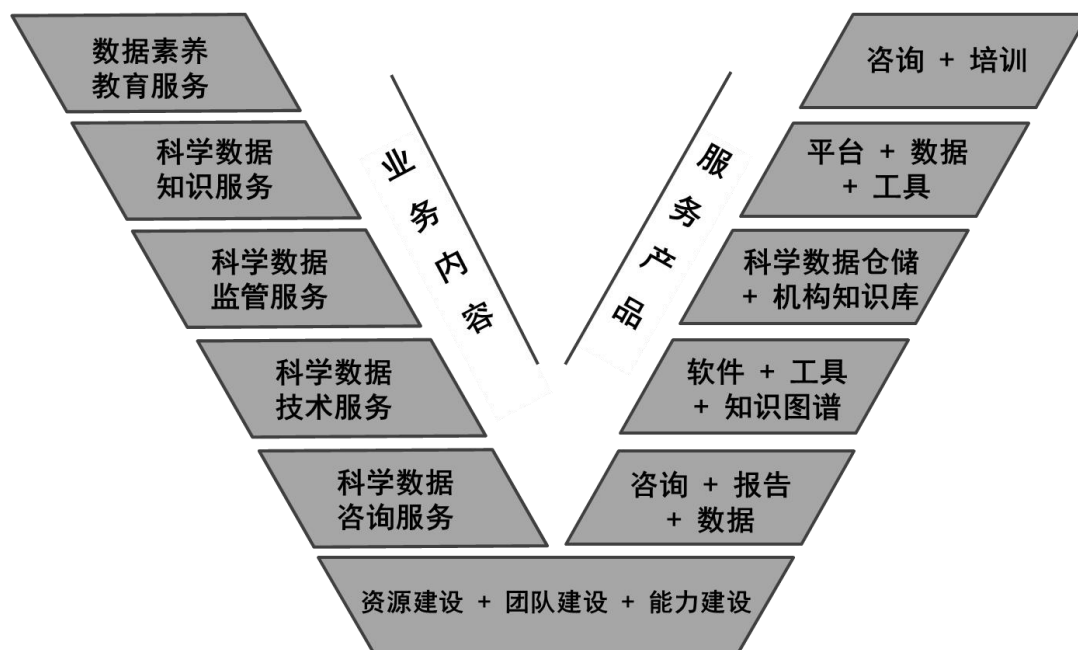 数据素养
教育服务
科学数据
知识服务
科学数据
监管服务
科学数据
技术服务
科学数据
咨询服务
业务内容
服务产品
咨询 + 培训
平台 + 数据
+ 工具
科学数据仓储
+ 机构知识库
软件 + 工具
+ 知识图谱
咨询 + 报告
+ 数据
资源建设 + 团队建设 + 能力建设